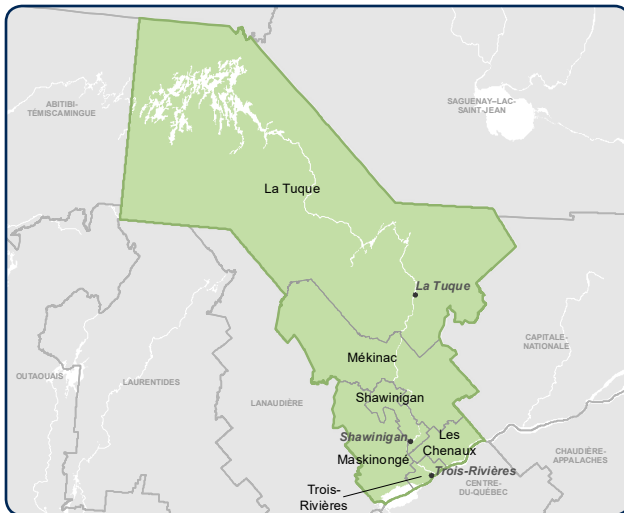 ABITIBI-
TÉMISCAMINGUE
SAGUENAY–LAC-
SAINT-JEAN
La Tuque
La Tuque
CAPITALE-
NATIONALE
Mékinac
OUTAOUAIS
LAURENTIDES
LANAUDIÈRE
Shawinigan
Shawinigan
Les
Chenaux
Maskinongé
CHAUDIÈRE-
APPALACHES
Trois-Rivières
Trois-
Rivières
CENTRE-
DU-QUÉBEC